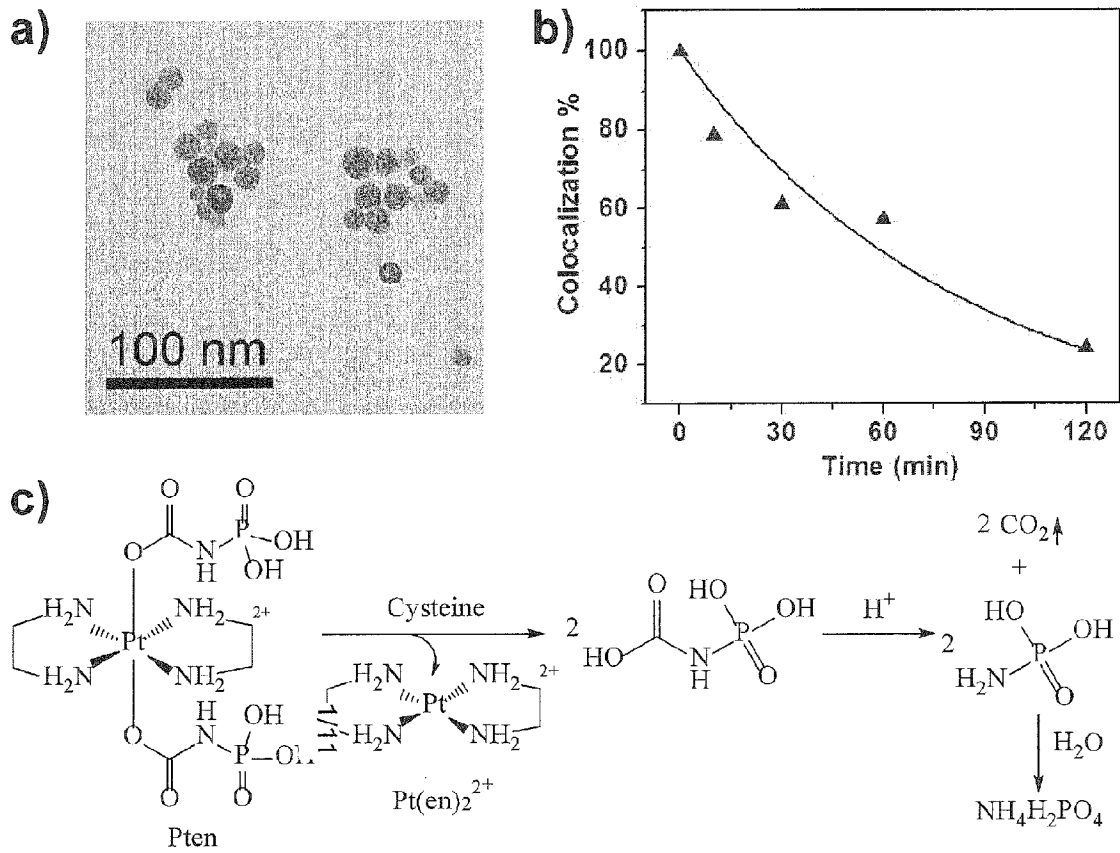 a)
100 nm
b)
Colocalization %
100
80
60
40
20
0 30 60 90 120
Time (min)
c)
O O
O N H P OH
OH
H₂N NH₂ 2+
Pt
H₂N NH₂
O N H P OH
O O
Pten
Cysteine
H₂N NH₂ 2+
Pt
H₂N NH₂
Pt(en)₂²⁺
2
O HO OH
HO N H P O
H⁺
2 CO₂
+
2
HO OH
H₂N P O
H₂O
NH₄H₂PO₄